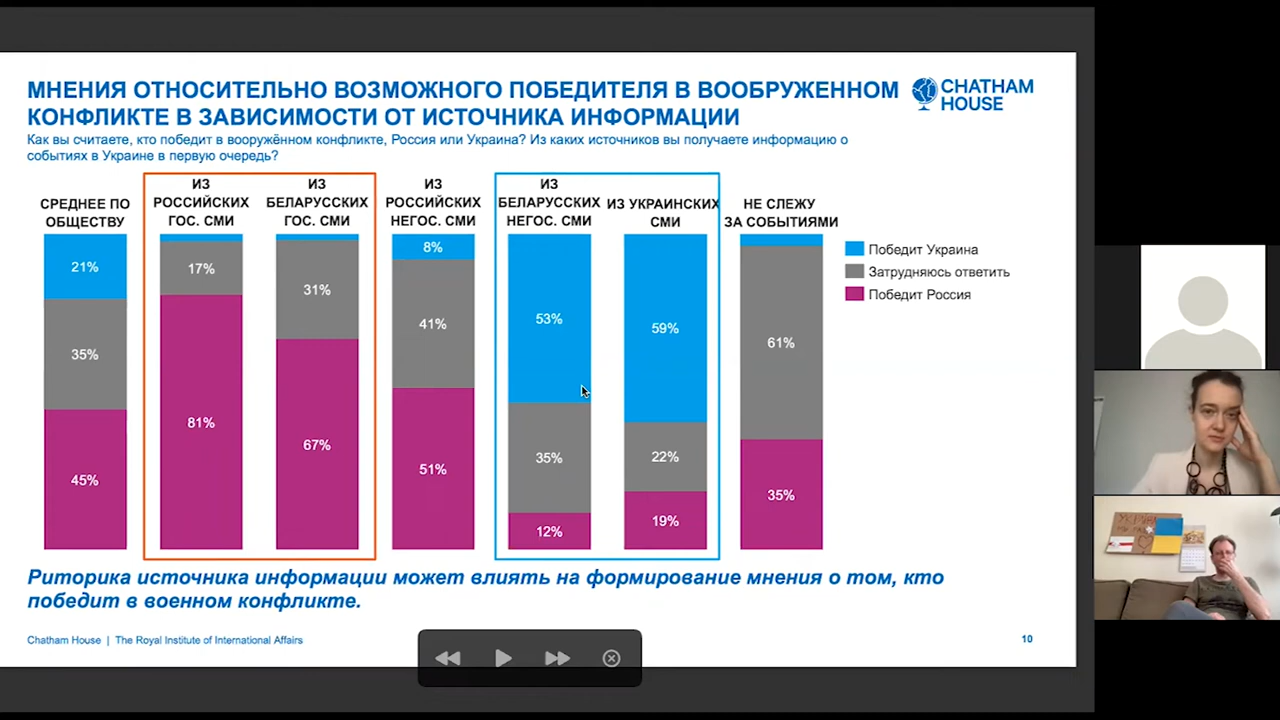 МНЕНИЯ ОТНОСИТЕЛЬНО ВОЗМОЖНОГО ПОБЕДИТЕЛЯ В ВООБРУЖЕННОМ
КОНФЛИКТЕ В ЗАВИСИМОСТИ ОТ ИСТОЧНИКА ИНФОРМАЦИИ
CHATHAM
HOUSE
Как вы считаете, кто победит в вооружённом конфликте, Россия или Украина? Из каких источников вы получаете информацию о
событиях в Украине в первую очередь?
СРЕДНЕЕ ПО
ОБЩЕСТВУ
21%
35%
45%
ИЗ
РОССИЙСКИХ
ГОС. СМИ
17%
81%
ИЗ
БЕЛАРУССКИХ
ГОС. СМИ
31%
67%
ИЗ
РОССИЙСКИХ
НЕГОС. СМИ
8%
41%
51%
ИЗ
БЕЛАРУССКИХ
НЕГОС. СМИ
53%
35%
12%
ИЗ УКРАИНСКИХ
СМИ
59%
22%
19%
НЕ СЛЕЖУ
ЗА СОБЫТИЯМИ
61%
35%
Победит Украина
Затрудняюсь ответить
Победит Россия
Риторика источника информации может влиять на формирование мнения о том, кто
победит в военном конфликте.
Chatham House | The Royal Institute of International Affairs
10